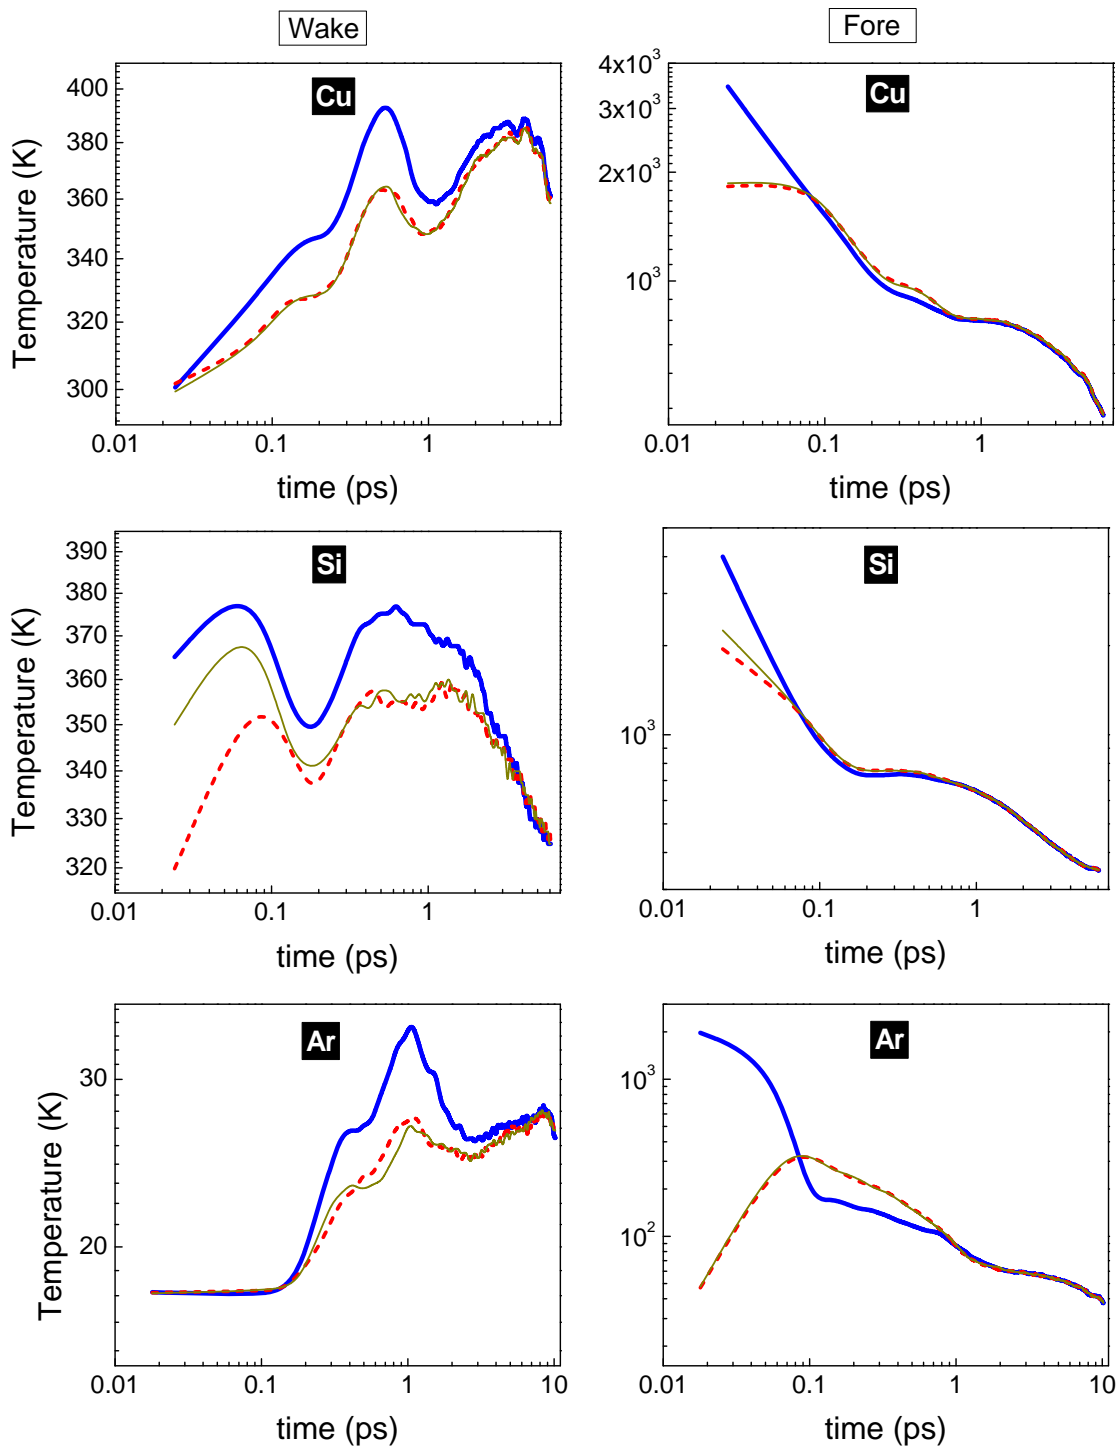 Wake
Fore
Cu
Temperature (K)
400
380
360
340
320
300
0.01
0.1
1
time (ps)
Cu
4x10³
3x10³
2x10³
10³
0.01
0.1
1
time (ps)
Si
Temperature (K)
390
380
370
360
350
340
330
320
0.01
0.1
1
time (ps)
Si
10³
0.01
0.1
1
time (ps)
Ar
Temperature (K)
30
20
0.01
0.1
1
10
time (ps)
Ar
10³
10²
0.01
0.1
1
10
time (ps)